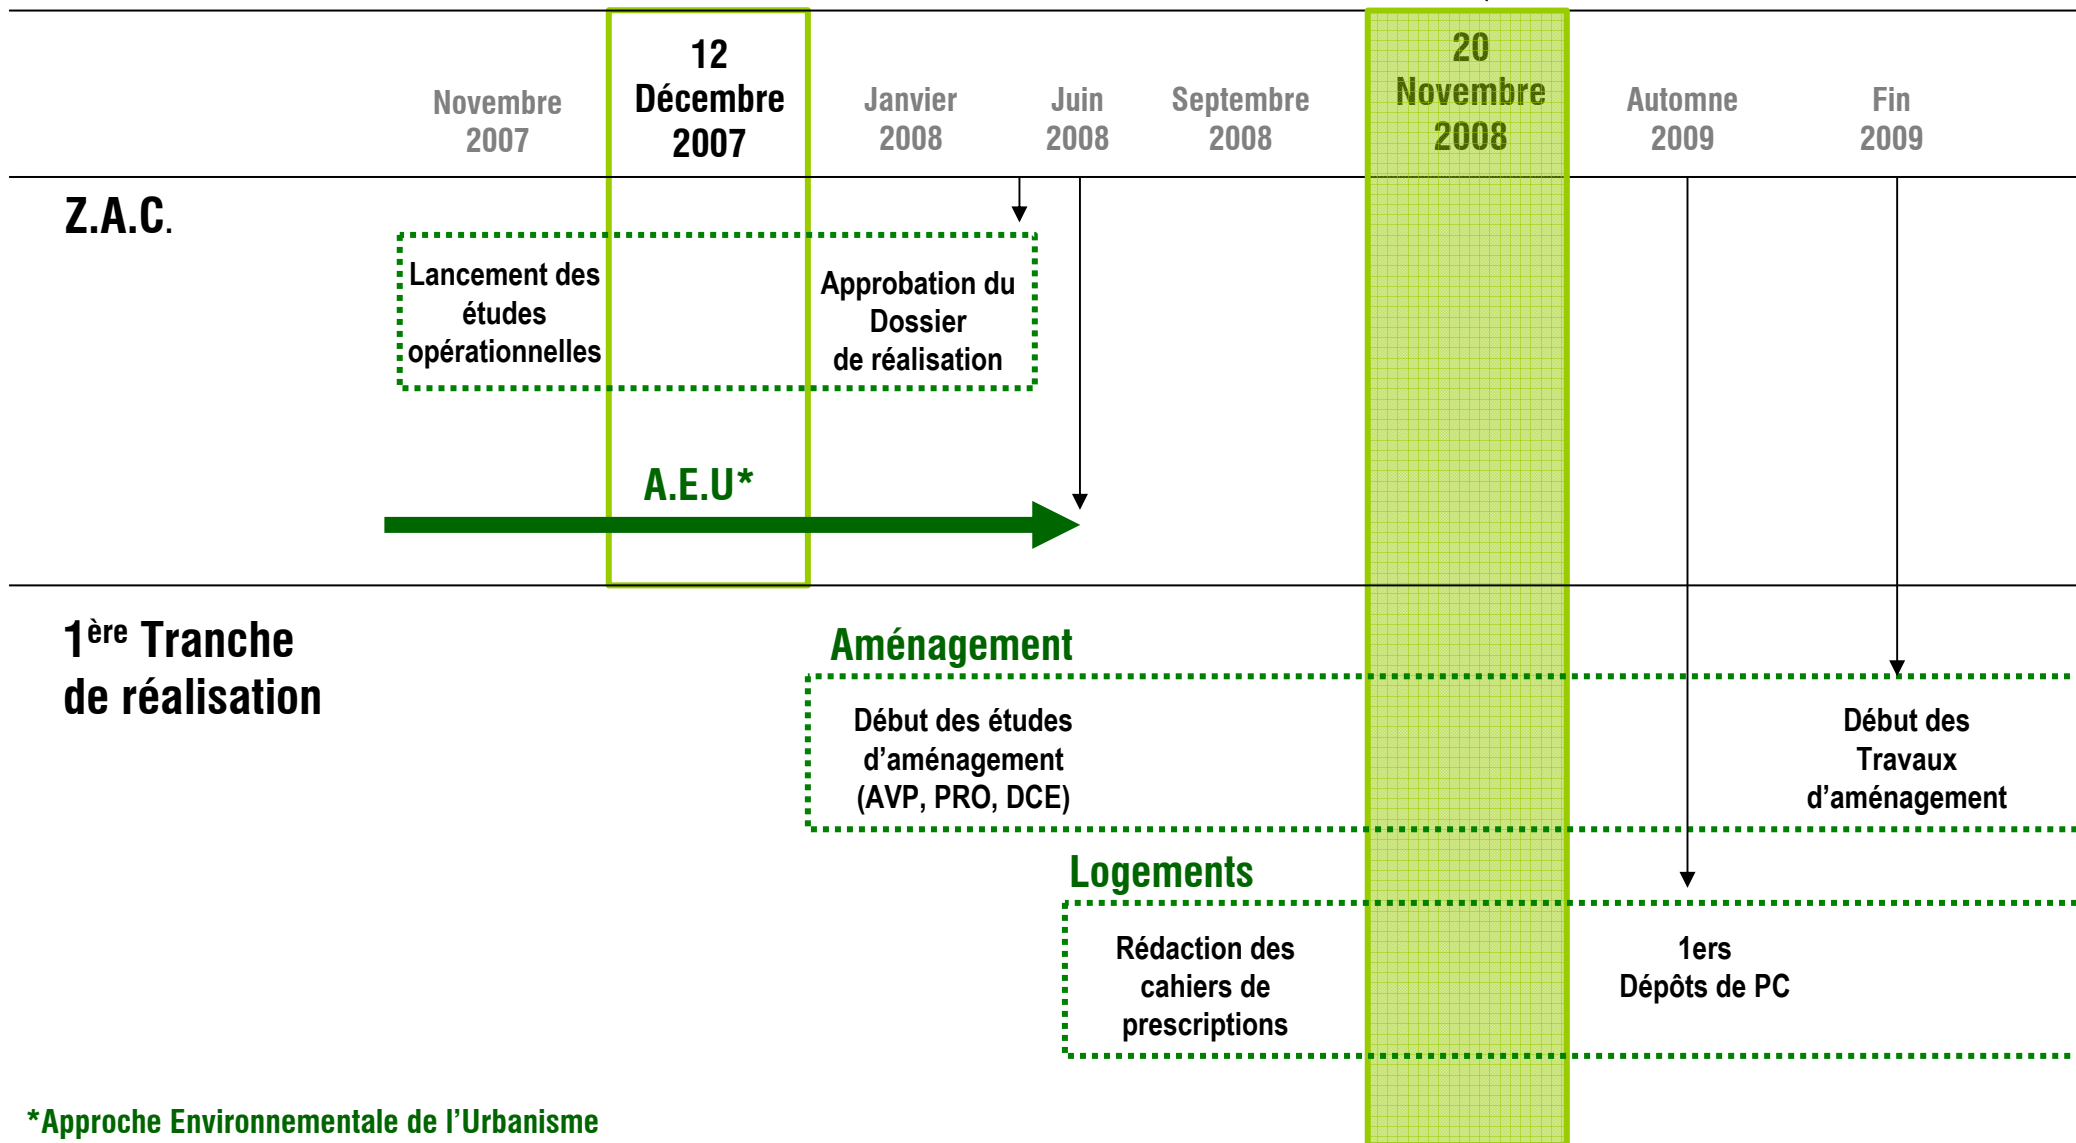 Novembre
2007
12
Décembre
2007
Janvier
2008
Juin
2008
Septembre
2008
20
Novembre
2008
Automne
2009
Fin
2009
Z.A.C.
Lancement des
études
opérationnelles
Approbation du
Dossier
de réalisation
A.E.U*
1ère Tranche
de réalisation
Aménagement
Début des études
d’aménagement
(AVP, PRO, DCE)
Début des
Travaux
d’aménagement
Logements
Rédaction des
cahiers de
prescriptions
1ers
Dépôts de PC
*Approche Environnementale de l’Urbanisme